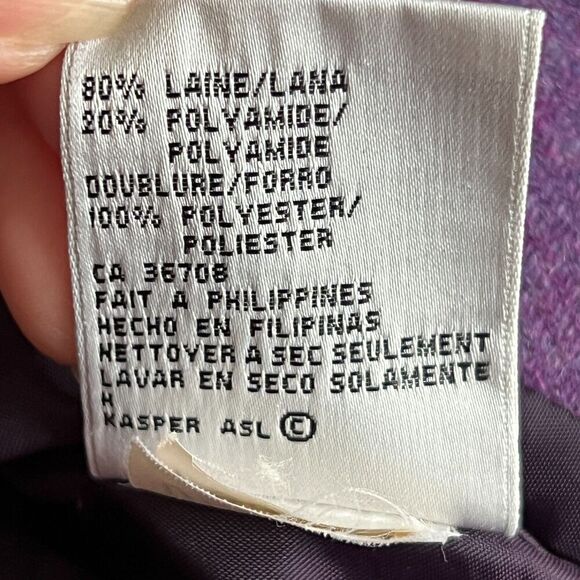 80% LAINE/LANA
20% POLYAMIDE/
POLYAMIDE
DOUBLURE/FORRO
100% POLYESTER/
POLIESTER
CA 36708
FAIT A PHILIPPINES
HECHO EN FILIPINAS
NETTOYER A SEC SEULEMENT
LAVAR EN SECO SOLAMENTE
H
KASPER ASL ©